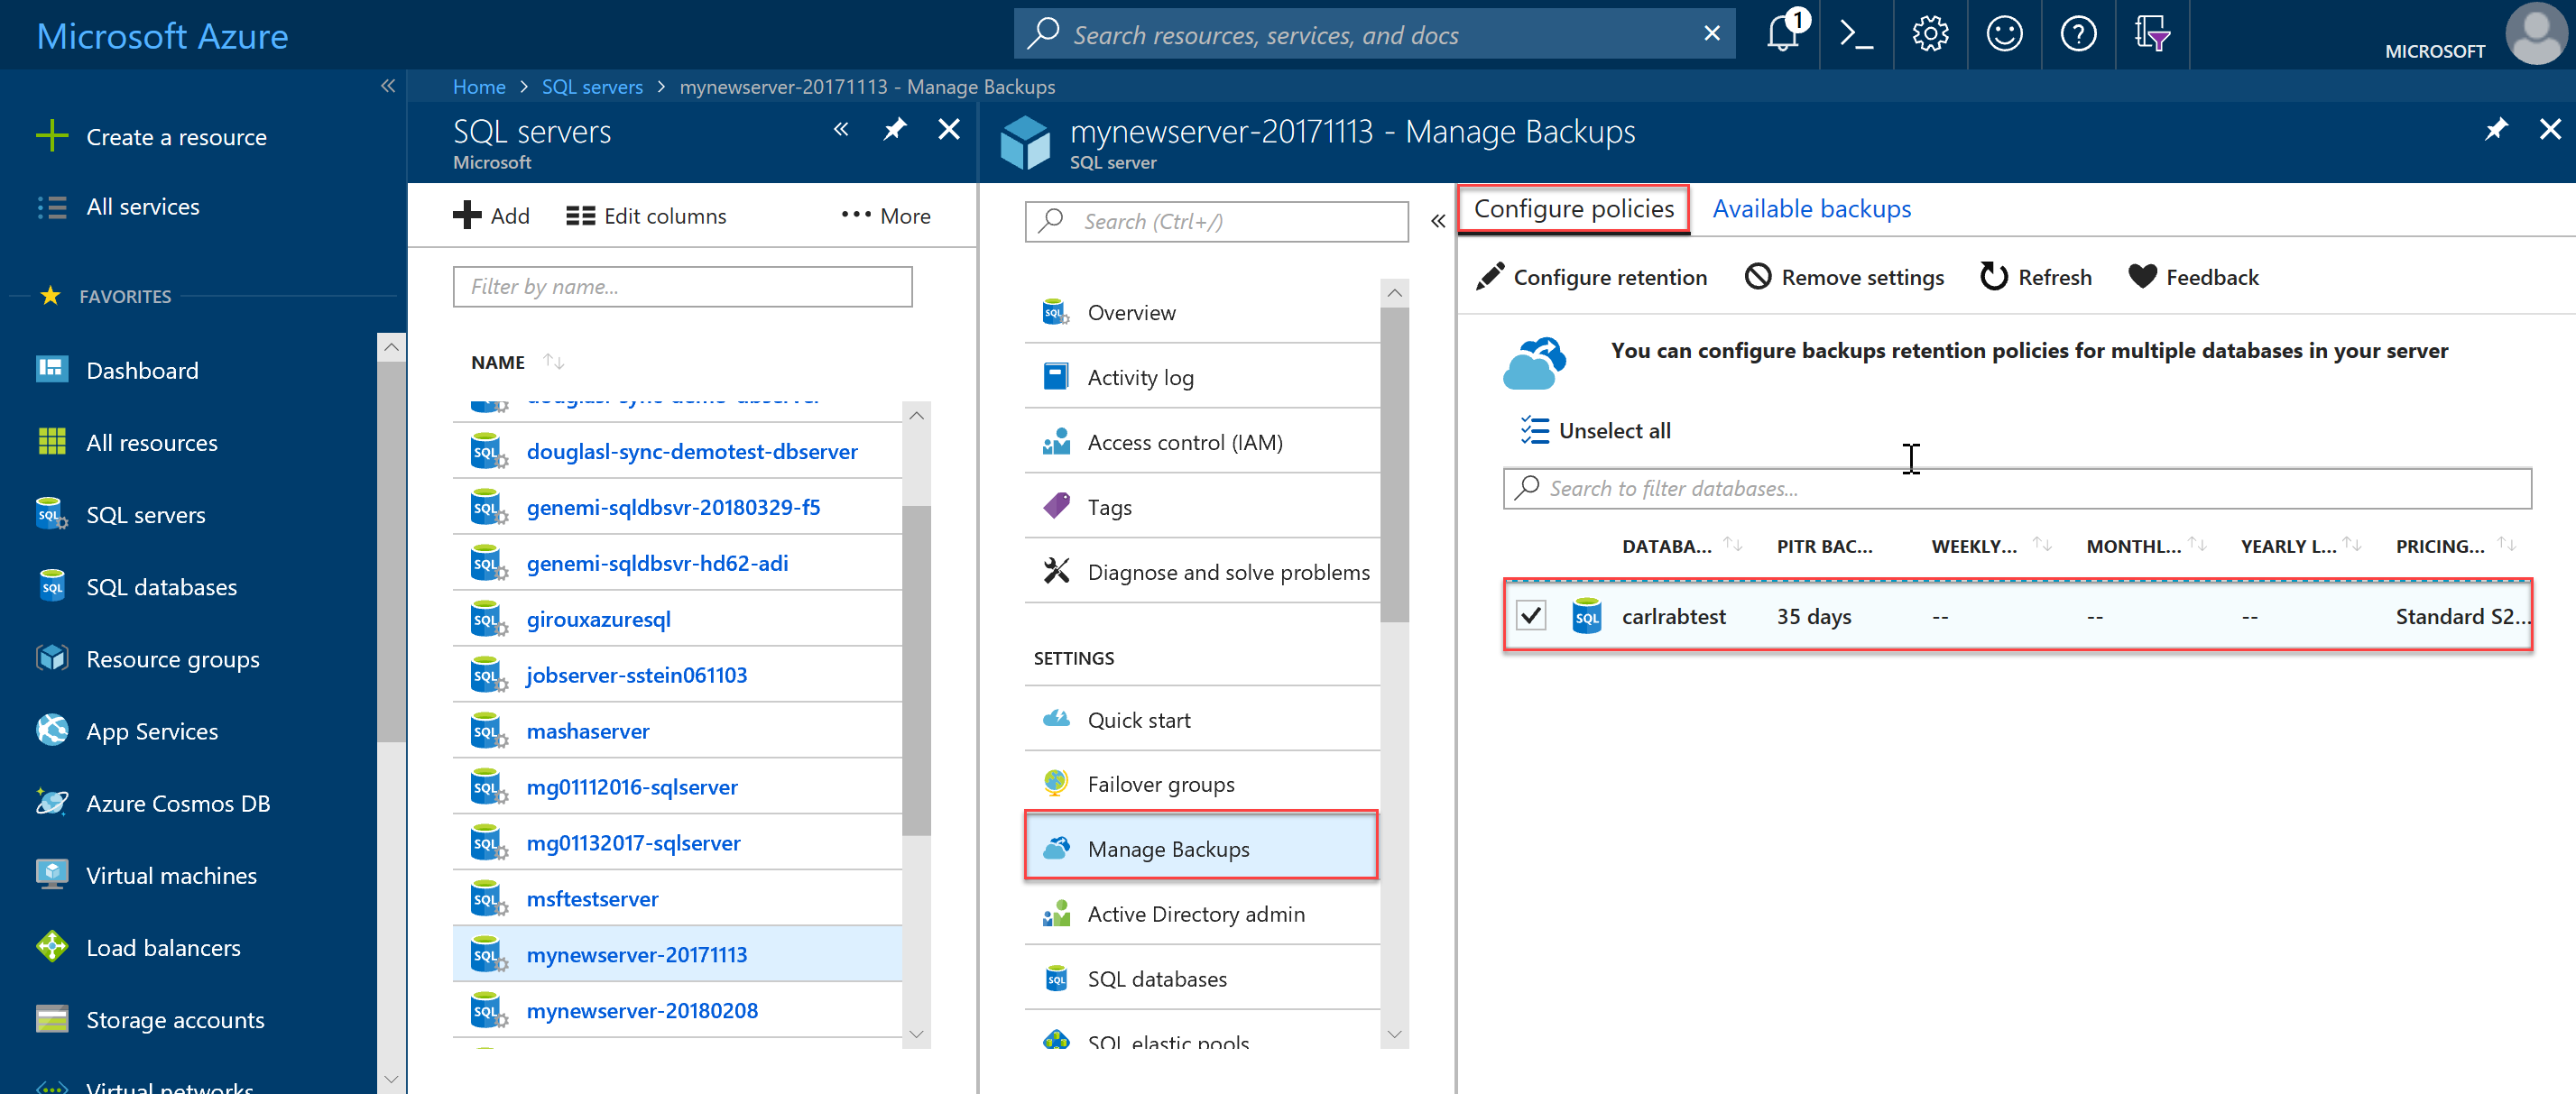 Microsoft Azure
Search resources, services, and docs
1
MICROSOFT
Home > SQL servers > mynewserver-20171113 - Manage Backups
Create a resource
All services
FAVORITES
Dashboard
All resources
SQL servers
SQL databases
Resource groups
App Services
Azure Cosmos DB
Virtual machines
Load balancers
Storage accounts
Virtual networks
SQL servers
Microsoft
Add
Edit columns
More
Filter by name...
NAME
douglasl-sync-demo-dbserver
douglasl-sync-demotest-dbserver
genemi-sqldbsvr-20180329-f5
genemi-sqldbsvr-hd62-adi
girouxazuresql
jobserver-sstein061103
mashaserver
mg01112016-sqlserver
mg01132017-sqlserver
msftestserver
mynewserver-20171113
mynewserver-20180208
mynewserver-20171113 - Manage Backups
SQL server
Search (Ctrl+/)
Overview
Activity log
Access control (IAM)
Tags
Diagnose and solve problems
SETTINGS
Quick start
Failover groups
Manage Backups
Active Directory admin
SQL databases
SQL elastic pools
Configure policies
Available backups
Configure retention
Remove settings
Refresh
Feedback
You can configure backups retention policies for multiple databases in your server
Unselect all
Search to filter databases...
DATABA... PITR BAC... WEEKLY... MONTHL... YEARLY L... PRICING...
carlrabtest 35 days -- -- -- Standard S2...